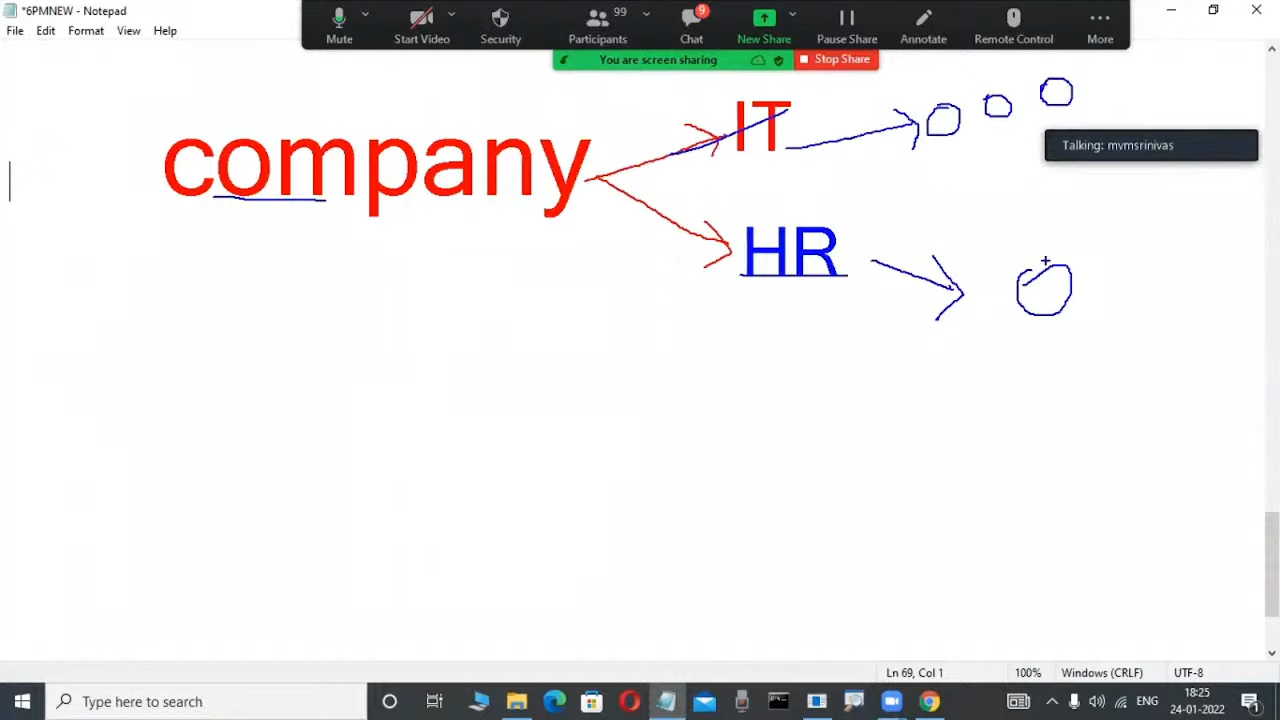 *6PMNEW - Notepad
File Edit Format View Help
Mute Start Video Security Participants 99 Chat 9 New Share Pause Share Annotate Remote Control More
You are screen sharing Stop Share
Talking: mvmsrinivas
company
IT
HR
Ln 69, Col 1 100% Windows (CRLF) UTF-8
Type here to search
ENG
18:25
24-01-2022
1